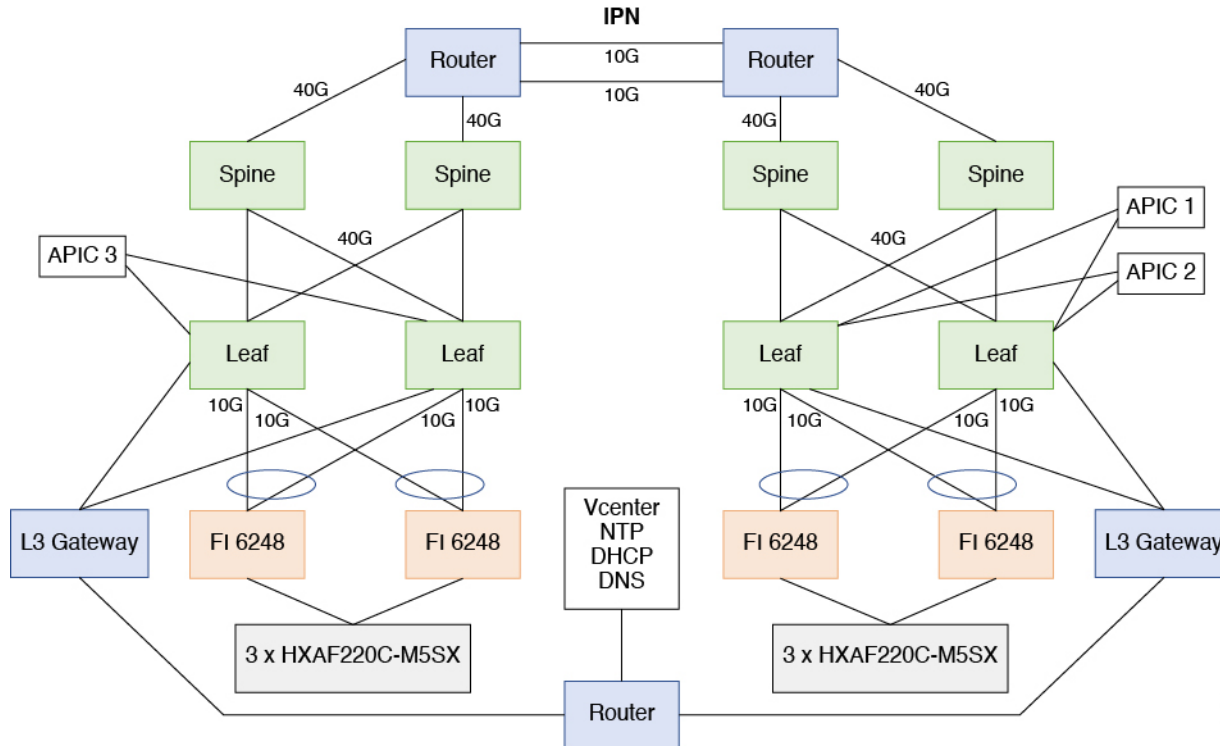 IPN
Router
10G
Router
10G
40G
40G
40G
40G
Spine
Spine
Spine
Spine
APIC 1
APIC 3
40G
40G
APIC 2
Leaf
Leaf
Leaf
Leaf
10G
10G
10G
10G
10G
10G
10G
10G
L3 Gateway
FI 6248
FI 6248
Vcenter
NTP
DHCP
DNS
FI 6248
FI 6248
L3 Gateway
3 x HXAF220C-M5SX
3 x HXAF220C-M5SX
Router